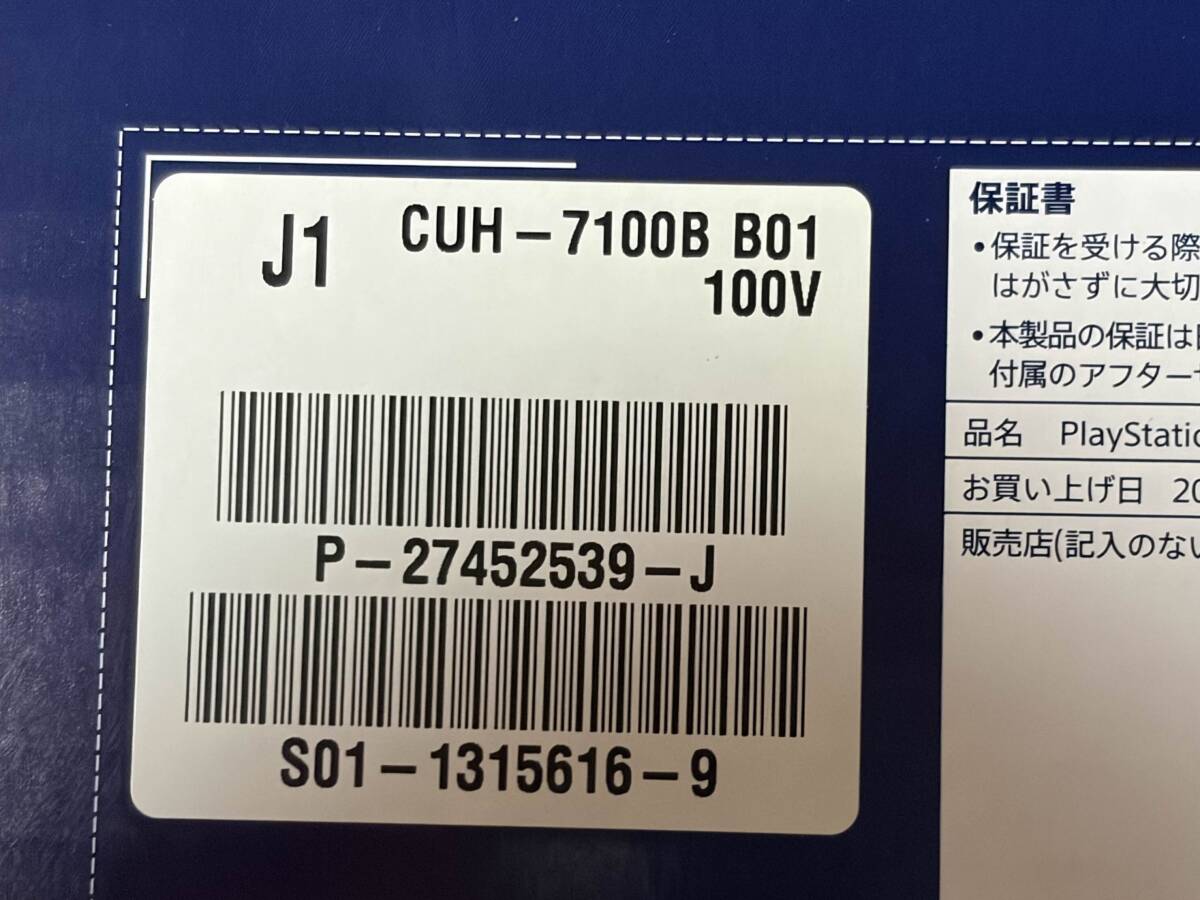 J1 CUH-7100B B01
100V
P-27452539-J
S01-1315616-9
保証書
•保証を受ける際
はがさずに大切
•本製品の保証は
付属のアフター
品名 PlayStatio
お買い上げ日 20
販売店(記入のない